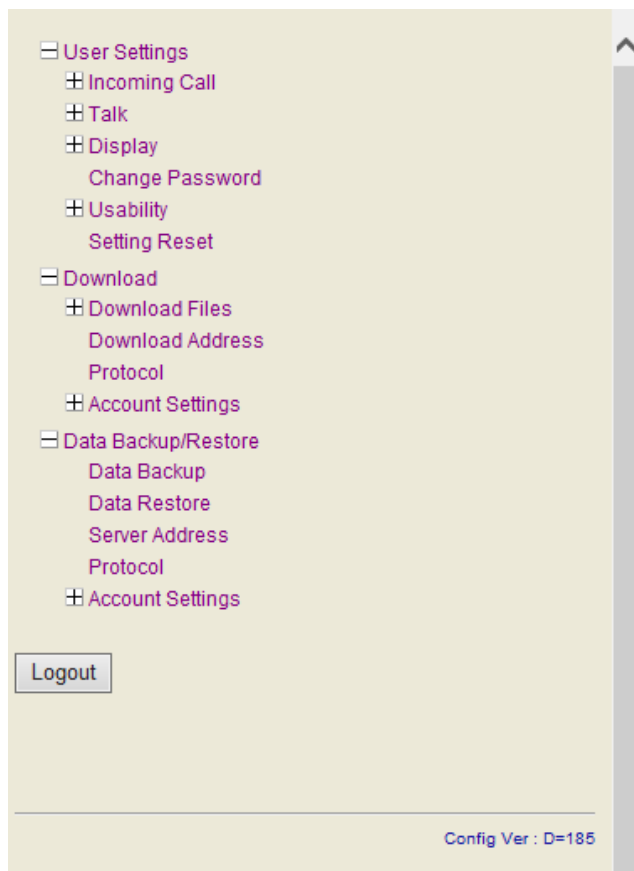 User Settings
Incoming Call
Talk
Display
Change Password
Usability
Setting Reset
Download
Download Files
Download Address
Protocol
Account Settings
Data Backup/Restore
Data Backup
Data Restore
Server Address
Protocol
Account Settings
Logout
Config Ver : D=185